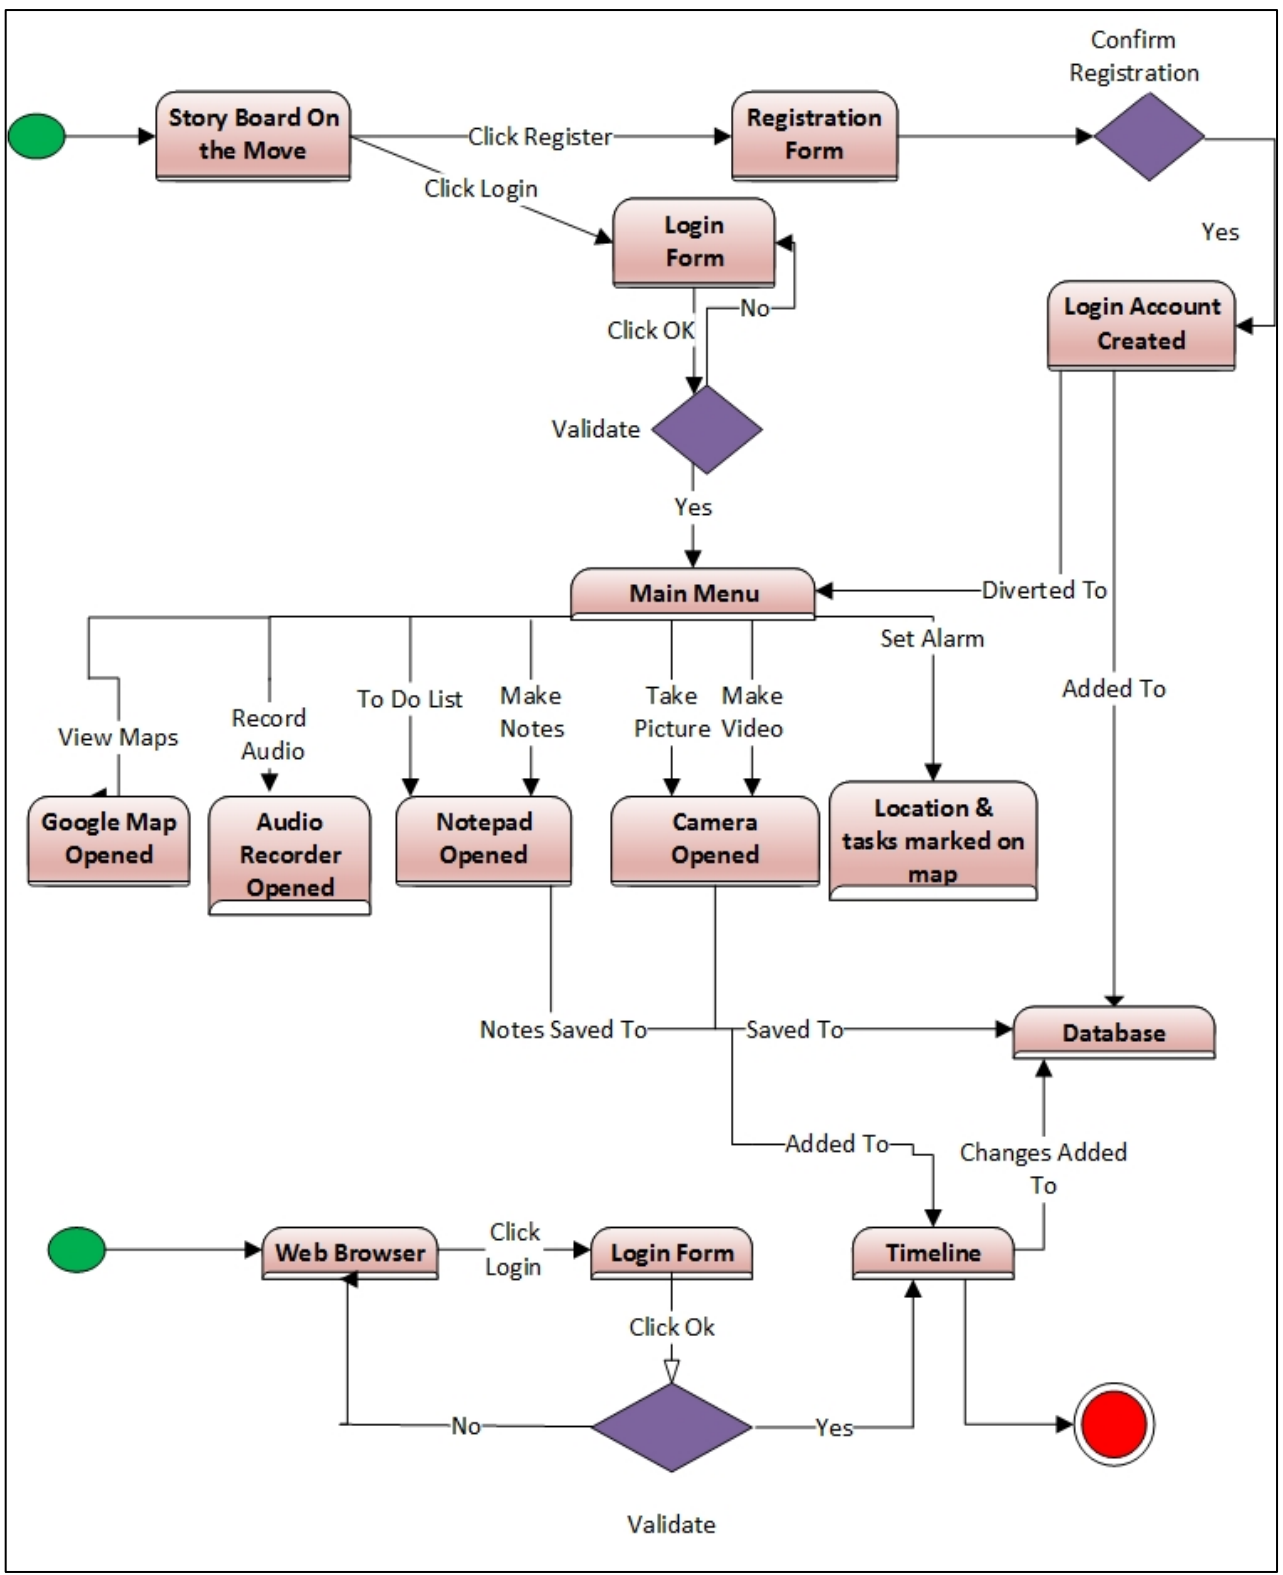 Confirm
Registration
Story Board On
the Move
Click Register
Registration
Form
Click Login
Login
Form
Yes
No
Click OK
Login Account
Created
Validate
Yes
Main Menu
Diverted To
Set Alarm
Added To
To Do List
Make
Notes
Take
Picture
Make
Video
Record
Audio
View Maps
Google Map
Opened
Audio
Recorder
Opened
Notepad
Opened
Camera
Opened
Location &
tasks marked on
map
Notes Saved To
Saved To
Database
Added To
Changes Added
To
Web Browser
Click
Login
Login Form
Timeline
Click Ok
No
Yes
Validate